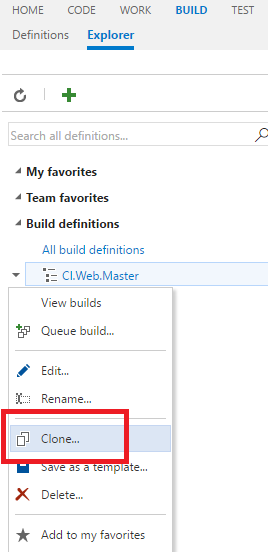 HOME CODE WORK BUILD TEST
Definitions Explorer
Search all definitions...
My favorites
Team favorites
Build definitions
All build definitions
CI.Web.Master
View builds
Queue build...
Edit...
Rename...
Clone...
Save as a template...
Delete...
Add to my favorites